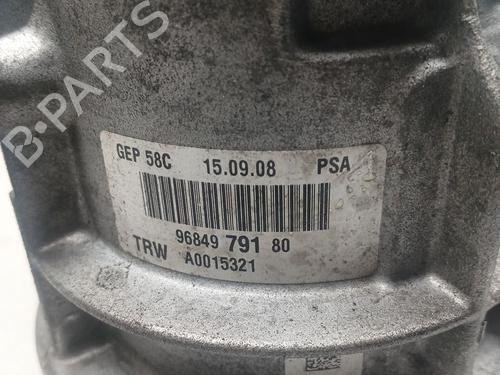 B-PARTS
GEP 58C 15.09.08 PSA
96849 791 80
TRW A0015321